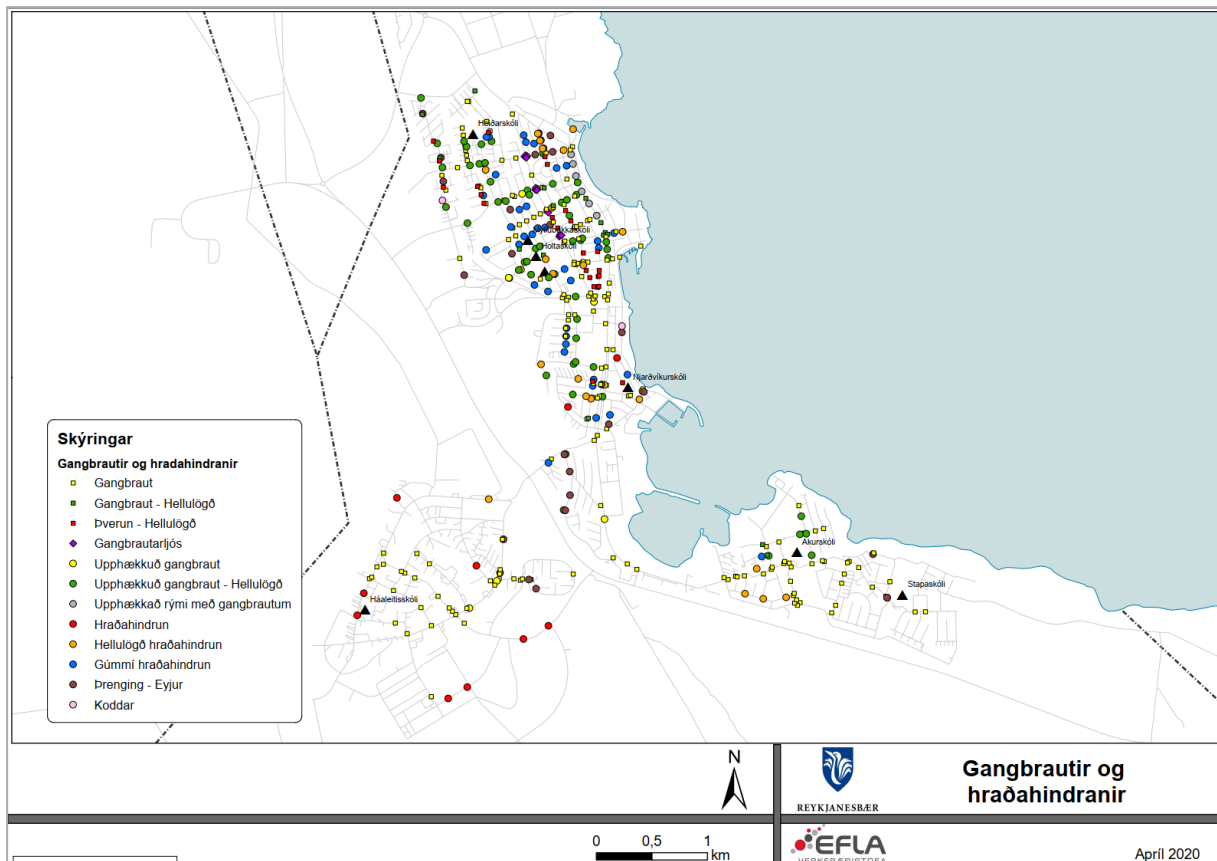 Heiðarskóli
Holtaskóli
Njarðvíkurskóli
Akurskóli
Stapaskóli
Háaleitisskóli
Skýringar
Gangbrautir og hradahindranir
Gangbraut
Gangbraut - Hellulögð
Þverun - Hellulögð
Gangbrautarljós
Upphækkuð gangbraut
Upphækkuð gangbraut - Hellulögð
Upphækkað rými með gangbrautum
Hraðahindrun
Hellulögð hraðahindrun
Gúmmí hraðahindrun
Þrenging - Eyjur
Koddar
N
REYKJANESBÆR
Gangbrautir og
hraðahindranir
0 0,5 1
km
EFLA
Apríl 2020